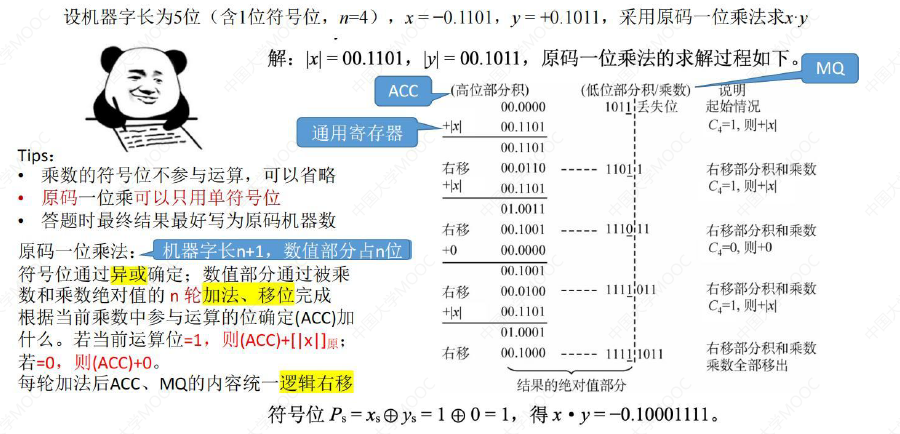 设机器字长为5位（含1位符号位，n=4），x = −0.1101，y = +0.1011，采用原码一位乘法求x·y
解：|x| = 00.1101，|y| = 00.1011，原码一位乘法的求解过程如下。
ACC
MQ
通用寄存器
(高位部分积) (低位部分积/乘数) 说明
00.0000 1011 丢失位 起始情况
+|x| 00.1101 C4=1, 则+|x|
00.1101
右移 00.0110 1101 1 右移部分积和乘数
+|x| 00.1101 C4=1, 则+|x|
01.0011
右移 00.1001 1110 11 右移部分积和乘数
+0 00.0000 C4=0, 则+0
00.1001
右移 00.0100 1111 011 右移部分积和乘数
+|x| 00.1101 C4=1, 则+|x|
01.0001
右移 00.1000 1111 1011 右移部分积和乘数
乘数全部移出
结果的绝对值部分
符号位 Ps = xs ⊕ ys = 1 ⊕ 0 = 1，得 x • y = −0.10001111。
Tips：
• 乘数的符号位不参与运算，可以省略
• 原码一位乘可以只用单符号位
• 答题时最终结果最好写为原码机器数
原码一位乘法：
机器字长n+1，数值部分占n位
符号位通过异或确定；数值部分通过被乘
数和乘数绝对值的 n 轮加法、移位完成
根据当前乘数中参与运算的位确定(ACC)加
什么。若当前运算位=1，则(ACC)+[|x|]原；
若=0，则(ACC)+0。
每轮加法后ACC、MQ的内容统一逻辑右移
中国大学MOOC